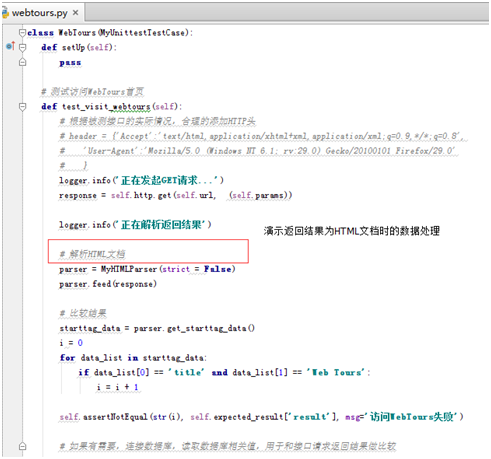 webtours.py ×
class WebTours(MyUnittestTestCase):
def setUp(self):
pass
# 测试访问WebTours首页
def test_visit_webtours(self):
# 根据被测接口的实际情况，合理的添加HTTP头
# header = {'Accept':'text/html,application/xhtml+xml,application/xml;q=0.9,*/*;q=0.8',
#    'User-Agent':'Mozilla/5.0 (Windows NT 6.1; rv:29.0) Gecko/20100101 Firefox/29.0'
#    }
logger.info('正在发起GET请求...')
response = self.http.get(self.url,  (self.params))
logger.info('正在解析返回结果')
演示返回结果为HTML文档时的数据处理
# 解析HTML文档
parser = MyHTMLParser(strict = False)
parser.feed(response)
# 比较结果
starttag_data = parser.get_starttag_data()
i = 0
for data_list in starttag_data:
if data_list[0] == 'title' and data_list[1] == 'Web Tours':
i = i + 1
self.assertNotEqual(str(i), self.expected_result['result'], msg='访问WebTours失败')
# 如果有需要，连接数据库，读取数据相关值，用于和接口请求返回结果做比较